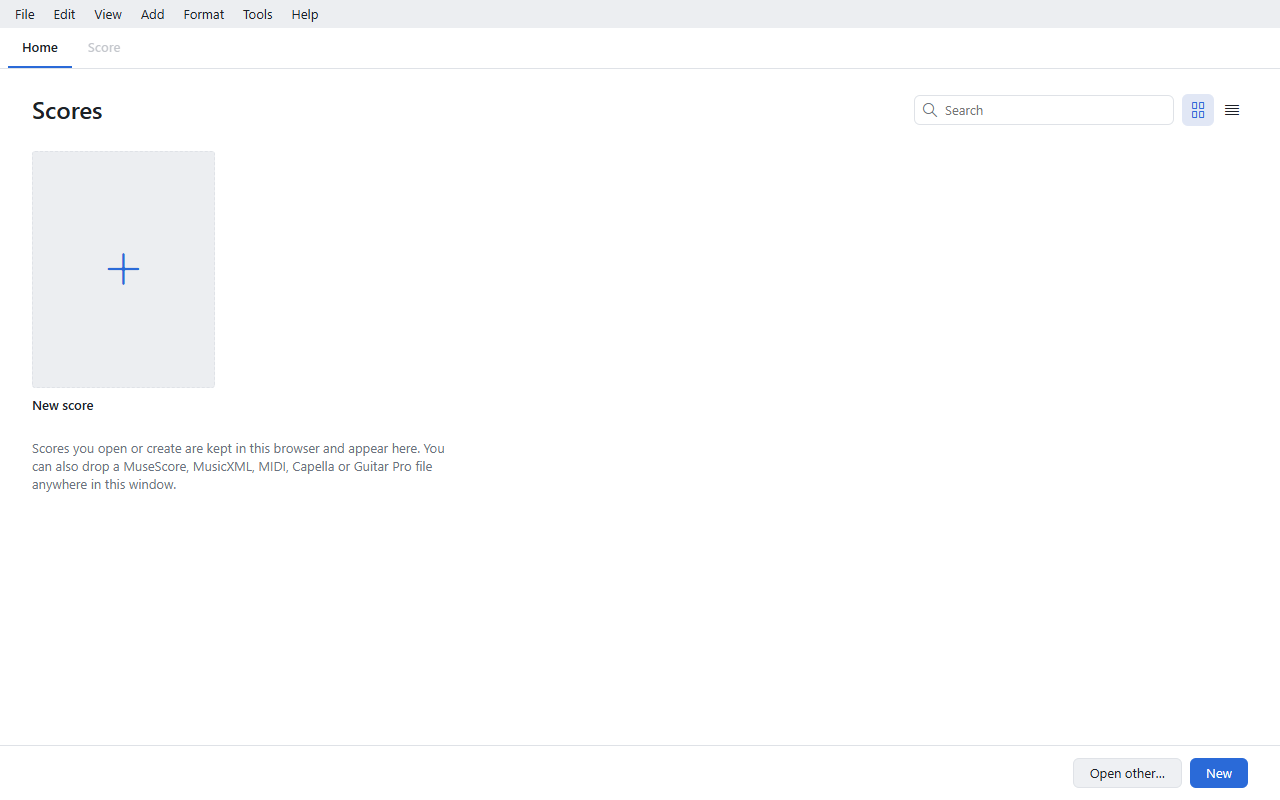 File Edit View Add Format Tools Help
Home Score
Scores
Search
New score
Scores you open or create are kept in this browser and appear here. You
can also drop a MuseScore, MusicXML, MIDI, Capella or Guitar Pro file
anywhere in this window.
Open other... New